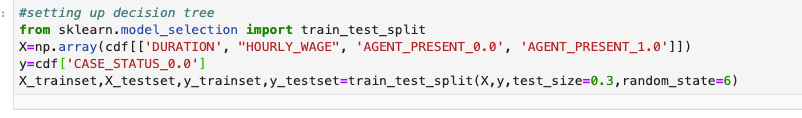 #setting up decision tree
from sklearn.model_selection import train_test_split
X=np.array(cdf[['DURATION', "HOURLY_WAGE", 'AGENT_PRESENT_0.0', 'AGENT_PRESENT_1.0']])
y=cdf['CASE_STATUS_0.0']
X_trainset,X_testset,y_trainset,y_testset=train_test_split(X,y,test_size=0.3,random_state=6)